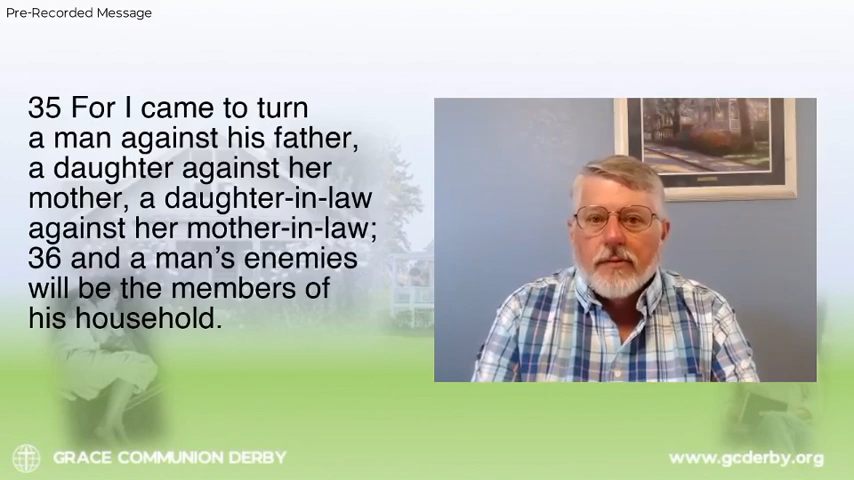 Pre-Recorded Message
35 For I came to turn
a man against his father,
a daughter against her
mother, a daughter-in-law
against her mother-in-law;
36 and a man’s enemies
will be the members of
his household.
GRACE COMMUNION DERBY
www.gcderby.org